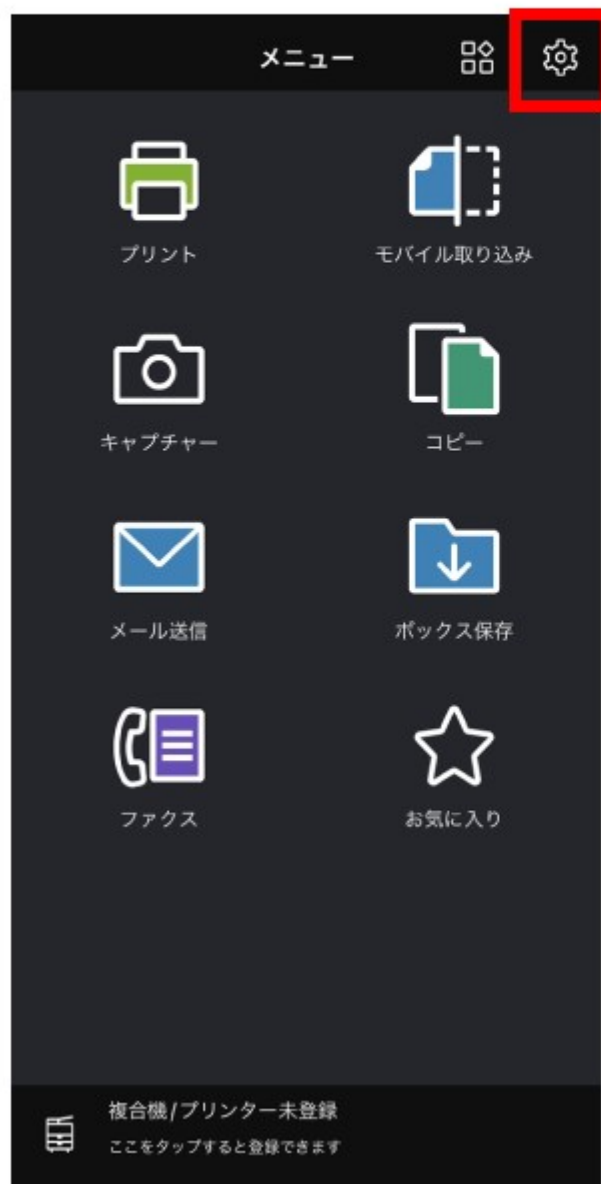 メニュー
プリント
モバイル取り込み
キャプチャー
コピー
メール送信
ボックス保存
ファクス
お気に入り
複合機/プリンター未登録
ここをタップすると登録できます